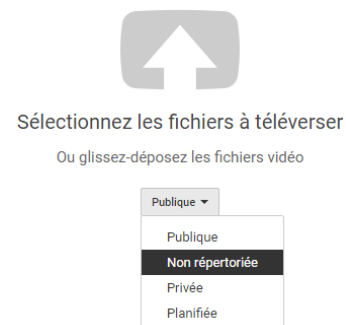 Sélectionnez les fichiers à téléverser
Ou glissez-déposez les fichiers vidéo
Publique
Publique
Non répertoriée
Privée
Planifiée